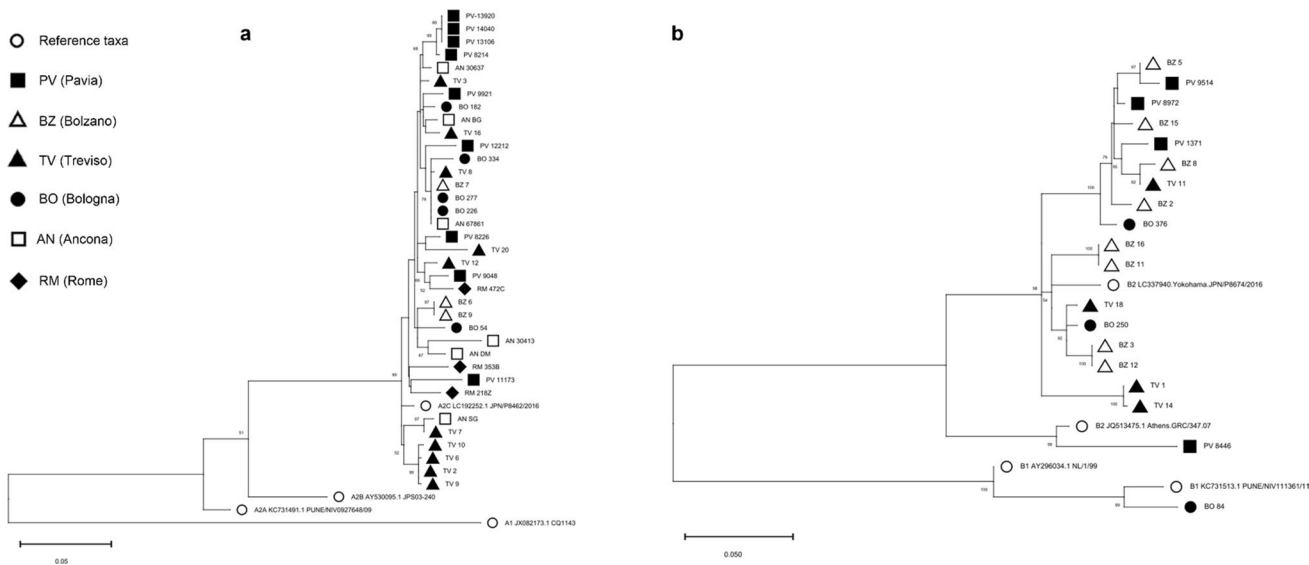 Reference taxa
PV (Pavia)
BZ (Bolzano)
TV (Treviso)
BO (Bologna)
AN (Ancona)
RM (Rome)
a
PV-13920
PV 14040
PV 13106
PV 8214
AN 30637
TV 3
PV 9921
BO 182
AN BG
TV 16
PV 12212
BO 334
TV 8
BZ 7
BO 277
BO 226
AN 67861
PV 8226
TV 20
TV 12
PV 9048
RM 472C
BZ 6
BZ 9
BO 54
AN 30413
AN DM
RM 353B
PV 11173
RM 218Z
A2C LC192252.1 JPN/P8462/2016
AN SG
TV 7
TV 10
TV 6
TV 2
TV 9
A2B AY530095.1 JPS03-240
A2A KC731491.1 PUNE/NIV0927648/09
A1 JX082173.1 CQ1143
99
51
0.05
b
BZ 5
PV 9514
PV 8972
BZ 15
PV 1371
BZ 8
TV 11
BZ 2
BO 376
BZ 16
BZ 11
B2 LC337940.Yokohama.JPN/P8674/2016
TV 18
BO 250
BZ 3
BZ 12
TV 1
TV 14
B2 JQ513475.1 Athens.GRC/347.07
PV 8446
B1 AY296034.1 NL/1/99
B1 KC731513.1 PUNE/NIV111361/11
BO 84
100
0.050